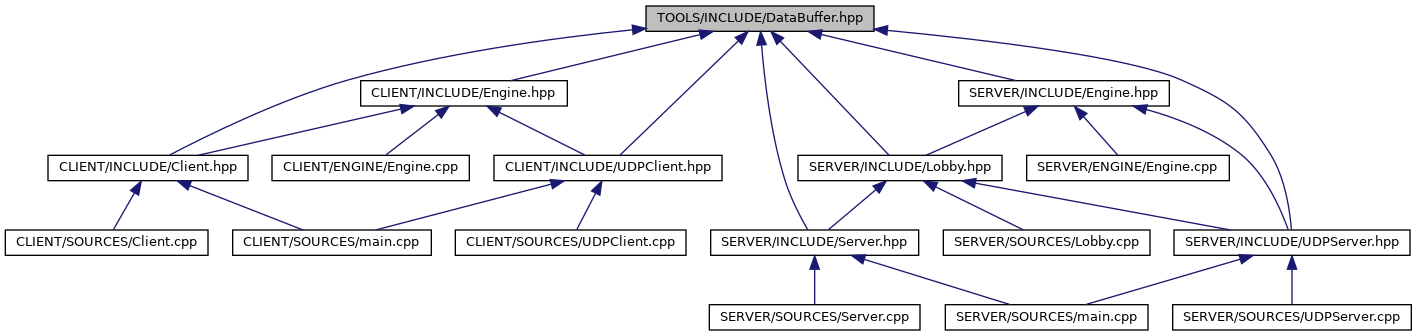 TOOLS/INCLUDE/DataBuffer.hpp
CLIENT/INCLUDE/Engine.hpp
SERVER/INCLUDE/Engine.hpp
CLIENT/INCLUDE/Client.hpp
CLIENT/ENGINE/Engine.cpp
CLIENT/INCLUDE/UDPClient.hpp
SERVER/INCLUDE/Lobby.hpp
SERVER/ENGINE/Engine.cpp
CLIENT/SOURCES/Client.cpp
CLIENT/SOURCES/main.cpp
CLIENT/SOURCES/UDPClient.cpp
SERVER/INCLUDE/Server.hpp
SERVER/SOURCES/Lobby.cpp
SERVER/INCLUDE/UDPServer.hpp
SERVER/SOURCES/Server.cpp
SERVER/SOURCES/main.cpp
SERVER/SOURCES/UDPServer.cpp